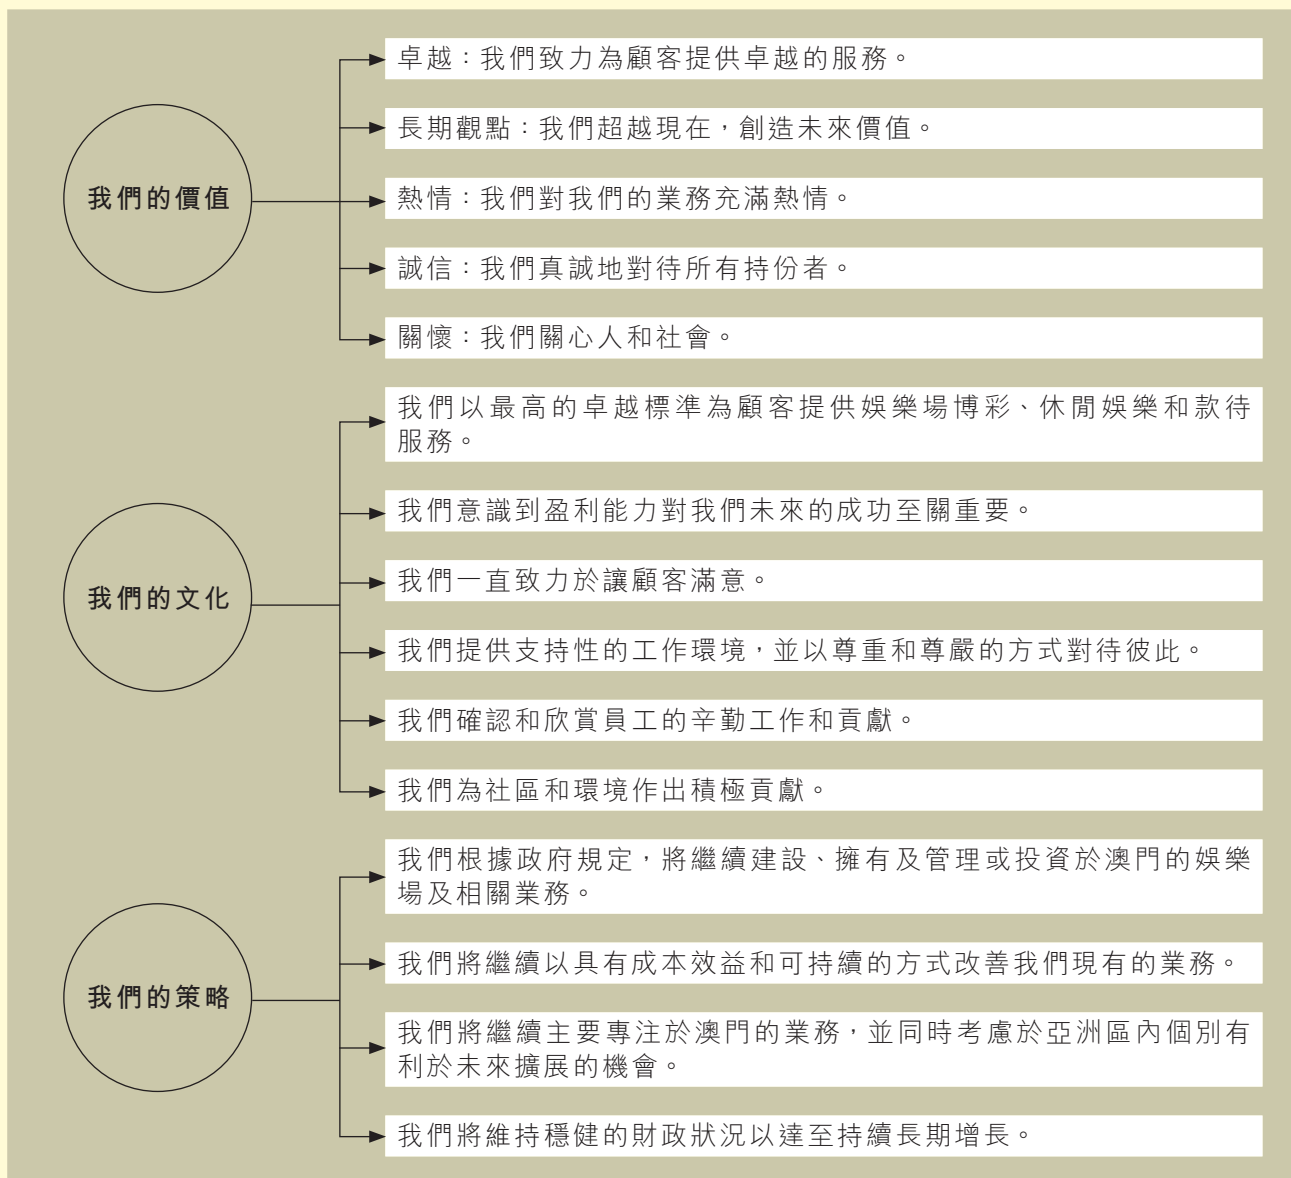 我們的價值
卓越：我們致力為顧客提供卓越的服務。
長期觀點：我們超越現在，創造未來價值。
熱情：我們對我們的業務充滿熱情。
誠信：我們真誠地對待所有持份者。
關懷：我們關心人和社會。
我們的文化
我們以最高的卓越標準為顧客提供娛樂場博彩、休閒娛樂和款待
服務。
我們意識到盈利能力對我們未來的成功至關重要。
我們一直致力於讓顧客滿意。
我們提供支持性的工作環境，並以尊重和尊嚴的方式對待彼此。
我們確認和欣賞員工的辛勤工作和貢獻。
我們為社區和環境作出積極貢獻。
我們的策略
我們根據政府規定，將繼續建設、擁有及管理或投資於澳門的娛樂
場及相關業務。
我們將繼續以具有成本效益和可持續的方式改善我們現有的業務。
我們將繼續主要專注於澳門的業務，並同時考慮於亞洲區內個別有
利於未來擴展的機會。
我們將維持穩健的財政狀況以達至持續長期增長。